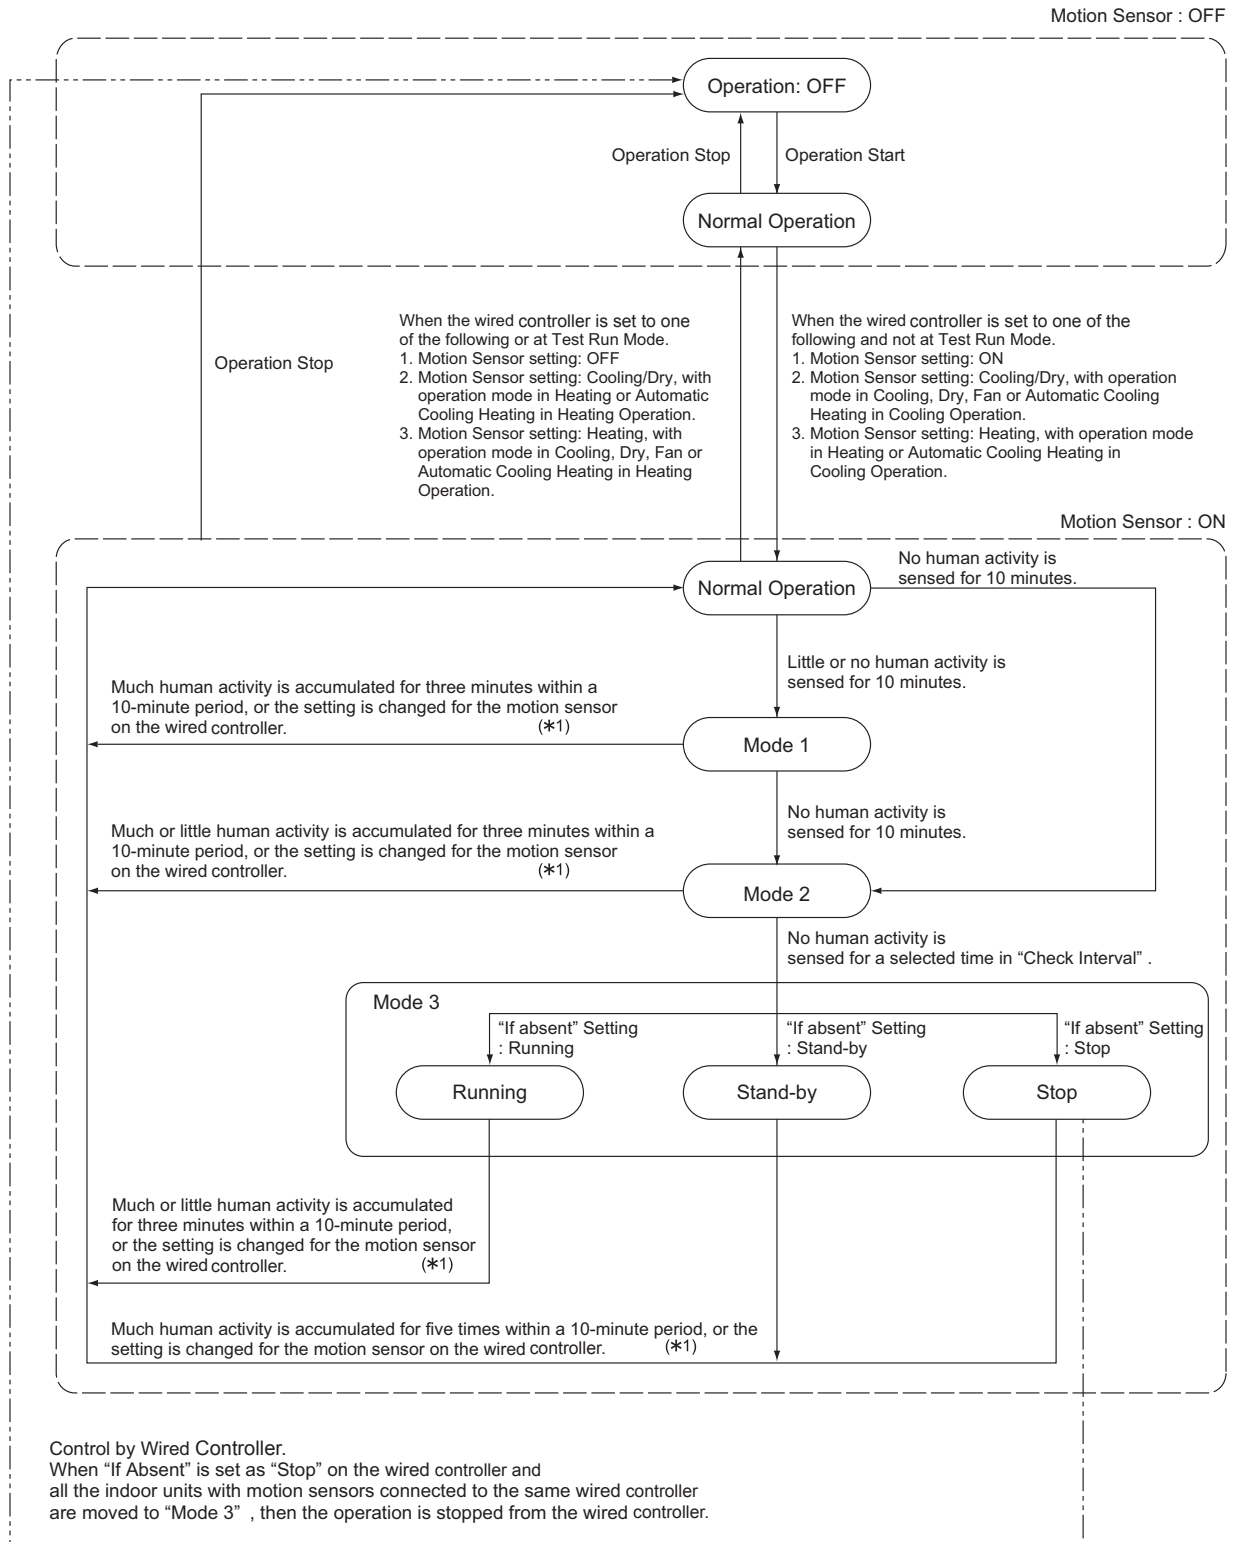 Motion Sensor : OFF
Operation: OFF
Operation Stop
Operation Start
Normal Operation
Operation Stop
When the wired controller is set to one
of the following or at Test Run Mode.
1. Motion Sensor setting: OFF
2. Motion Sensor setting: Cooling/Dry, with
operation mode in Heating or Automatic
Cooling Heating in Heating Operation.
3. Motion Sensor setting: Heating, with
operation mode in Cooling, Dry, Fan or
Automatic Cooling Heating in Heating
Operation.
When the wired controller is set to one of the
following and not at Test Run Mode.
1. Motion Sensor setting: ON
2. Motion Sensor setting: Cooling/Dry, with operation
mode in Cooling, Dry, Fan or Automatic Cooling
Heating in Cooling Operation.
3. Motion Sensor setting: Heating, with operation mode
in Heating or Automatic Cooling Heating in
Cooling Operation.
Motion Sensor : ON
Normal Operation
No human activity is
sensed for 10 minutes.
Little or no human activity is
sensed for 10 minutes.
Much human activity is accumulated for three minutes within a
10-minute period, or the setting is changed for the motion sensor
on the wired controller. (∗1)
Mode 1
No human activity is
sensed for 10 minutes.
Much or little human activity is accumulated for three minutes within a
10-minute period, or the setting is changed for the motion sensor
on the wired controller. (∗1)
Mode 2
No human activity is
sensed for a selected time in “Check Interval” .
Mode 3
“If absent” Setting
: Running
“If absent” Setting
: Stand-by
“If absent” Setting
: Stop
Running
Stand-by
Stop
Much or little human activity is accumulated
for three minutes within a 10-minute period,
or the setting is changed for the motion sensor
on the wired controller. (∗1)
Much human activity is accumulated for five times within a 10-minute period, or the
setting is changed for the motion sensor on the wired controller. (∗1)
Control by Wired Controller.
When “If Absent” is set as “Stop” on the wired controller and
all the indoor units with motion sensors connected to the same wired controller
are moved to “Mode 3” , then the operation is stopped from the wired controller.